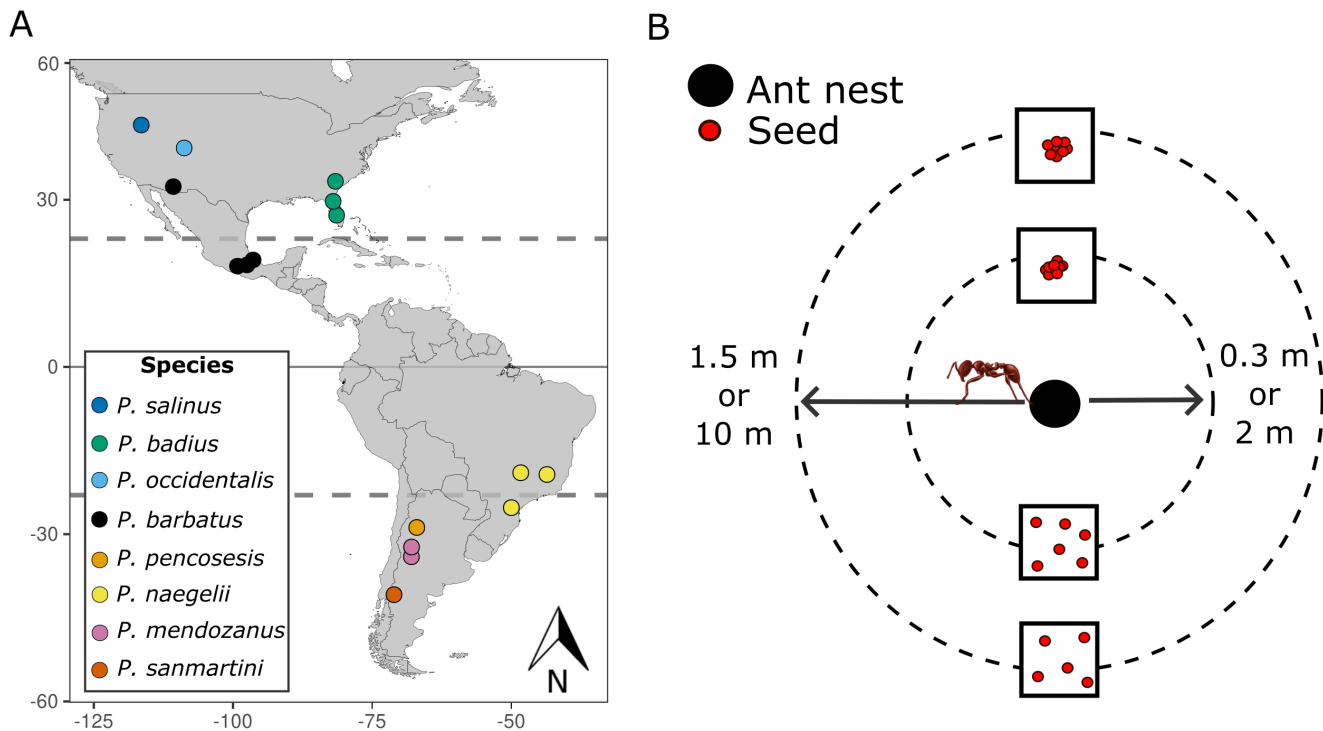 A
60
30
0
-30
-60
-125
-100
-75
-50
Species
P. salinus
P. badius
P. occidentalis
P. barbatus
P. pencosesis
P. naegelii
P. mendozanus
P. sanmartini
N
B
Ant nest
Seed
1.5 m
or
10 m
0.3 m
or
2 m